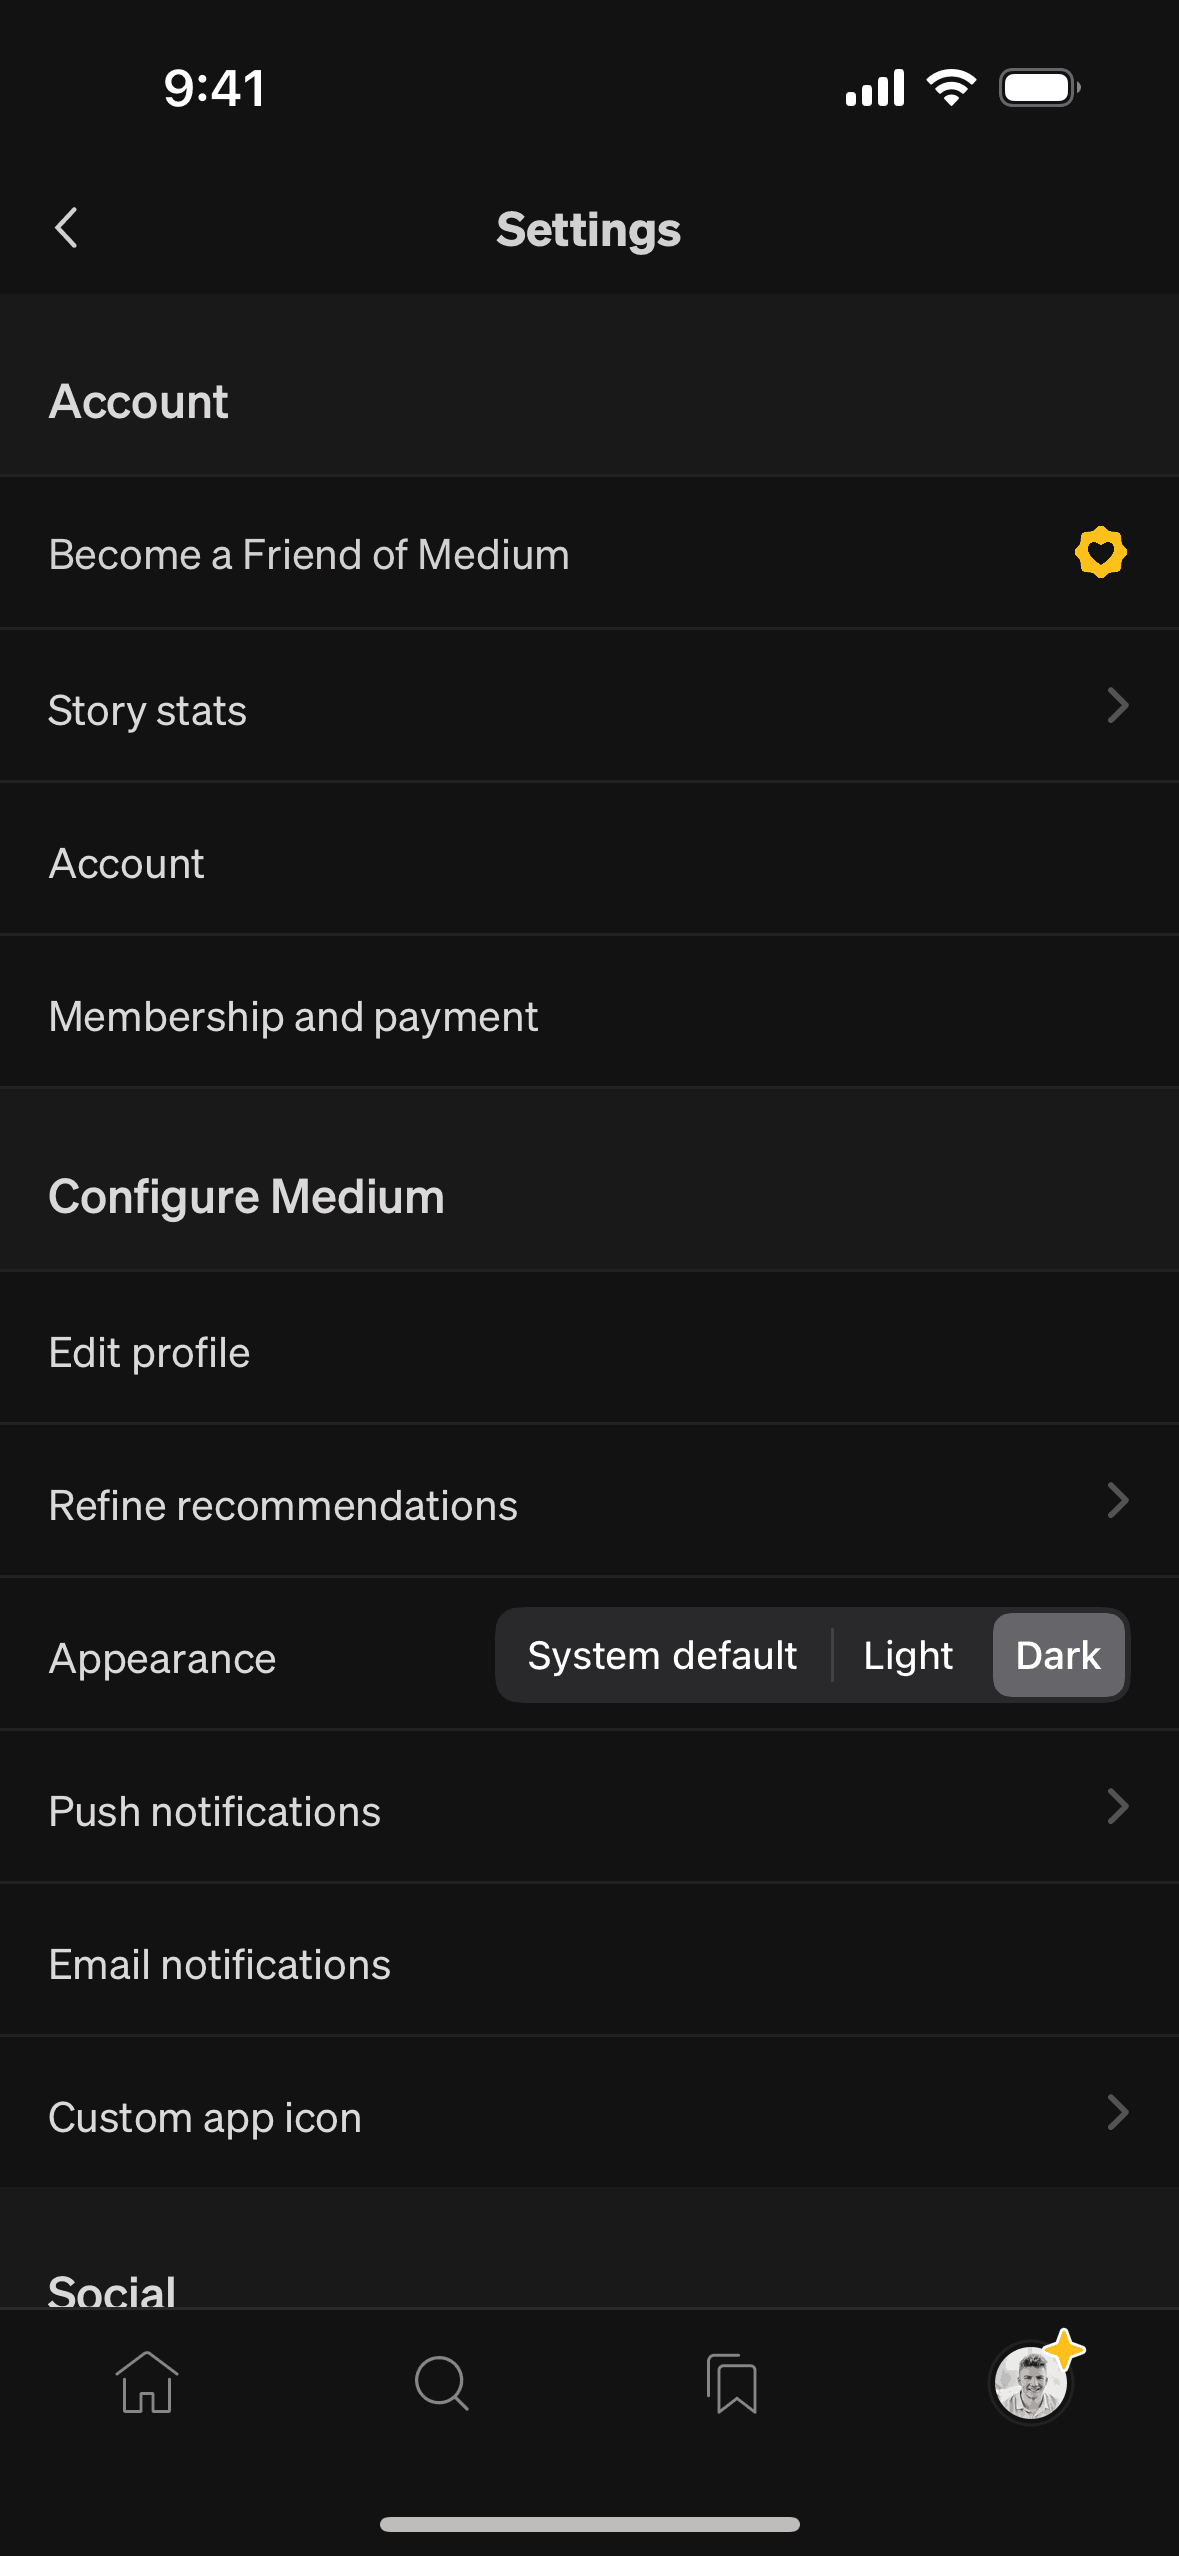 9:41
Settings
Account
Become a Friend of Medium
Story stats
Account
Membership and payment
Configure Medium
Edit profile
Refine recommendations
Appearance System default Light Dark
Push notifications
Email notifications
Custom app icon
Social